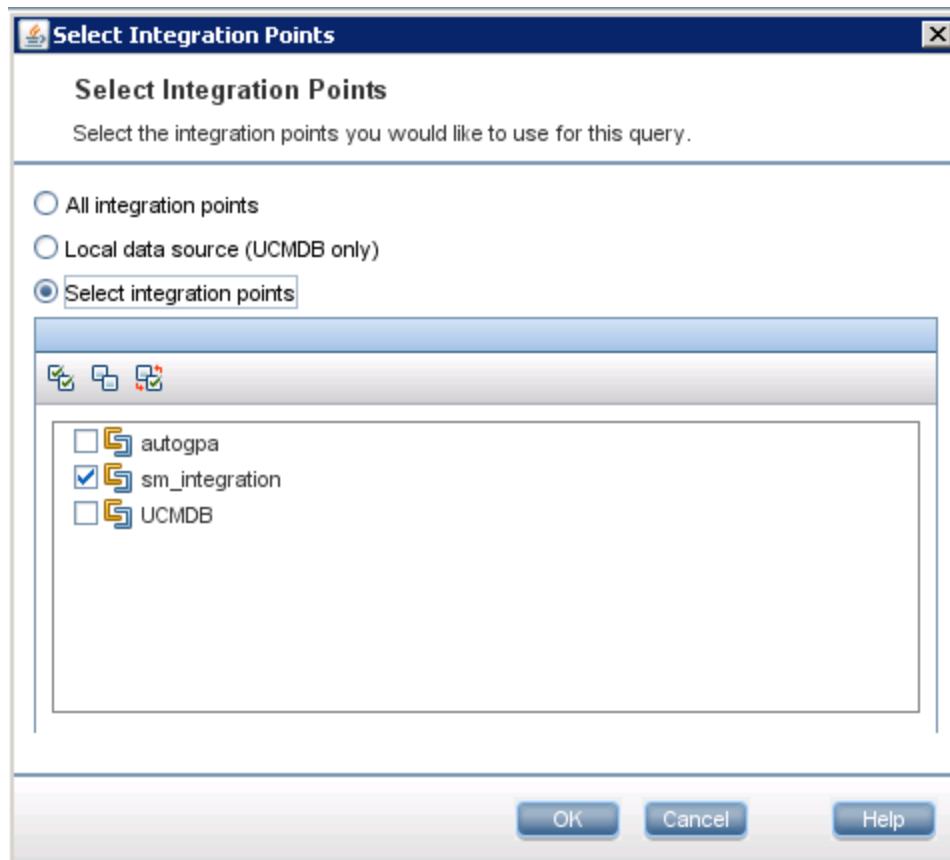 Select Integration Points
Select Integration Points
Select the integration points you would like to use for this query.
All integration points
Local data source (UCMDB only)
Select integration points
autogpa
sm_integration
UCMDB
OK Cancel Help